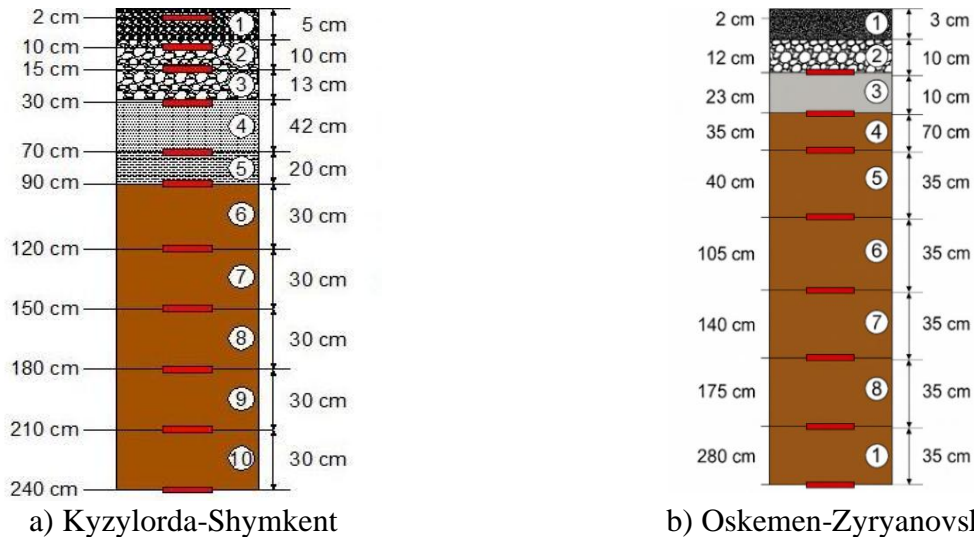 2 cm 1 5 cm
10 cm 2 10 cm
15 cm 3 13 cm
30 cm 4 42 cm
70 cm 5 20 cm
90 cm 6 30 cm
120 cm 7 30 cm
150 cm 8 30 cm
180 cm 9 30 cm
210 cm 10 30 cm
240 cm
a) Kyzylorda-Shymkent
2 cm 1 3 cm
12 cm 2 10 cm
23 cm 3 10 cm
35 cm 4 70 cm
40 cm 5 35 cm
105 cm 6 35 cm
140 cm 7 35 cm
175 cm 8 35 cm
280 cm 1 35 cm
b) Oskemen-Zyryanovsk